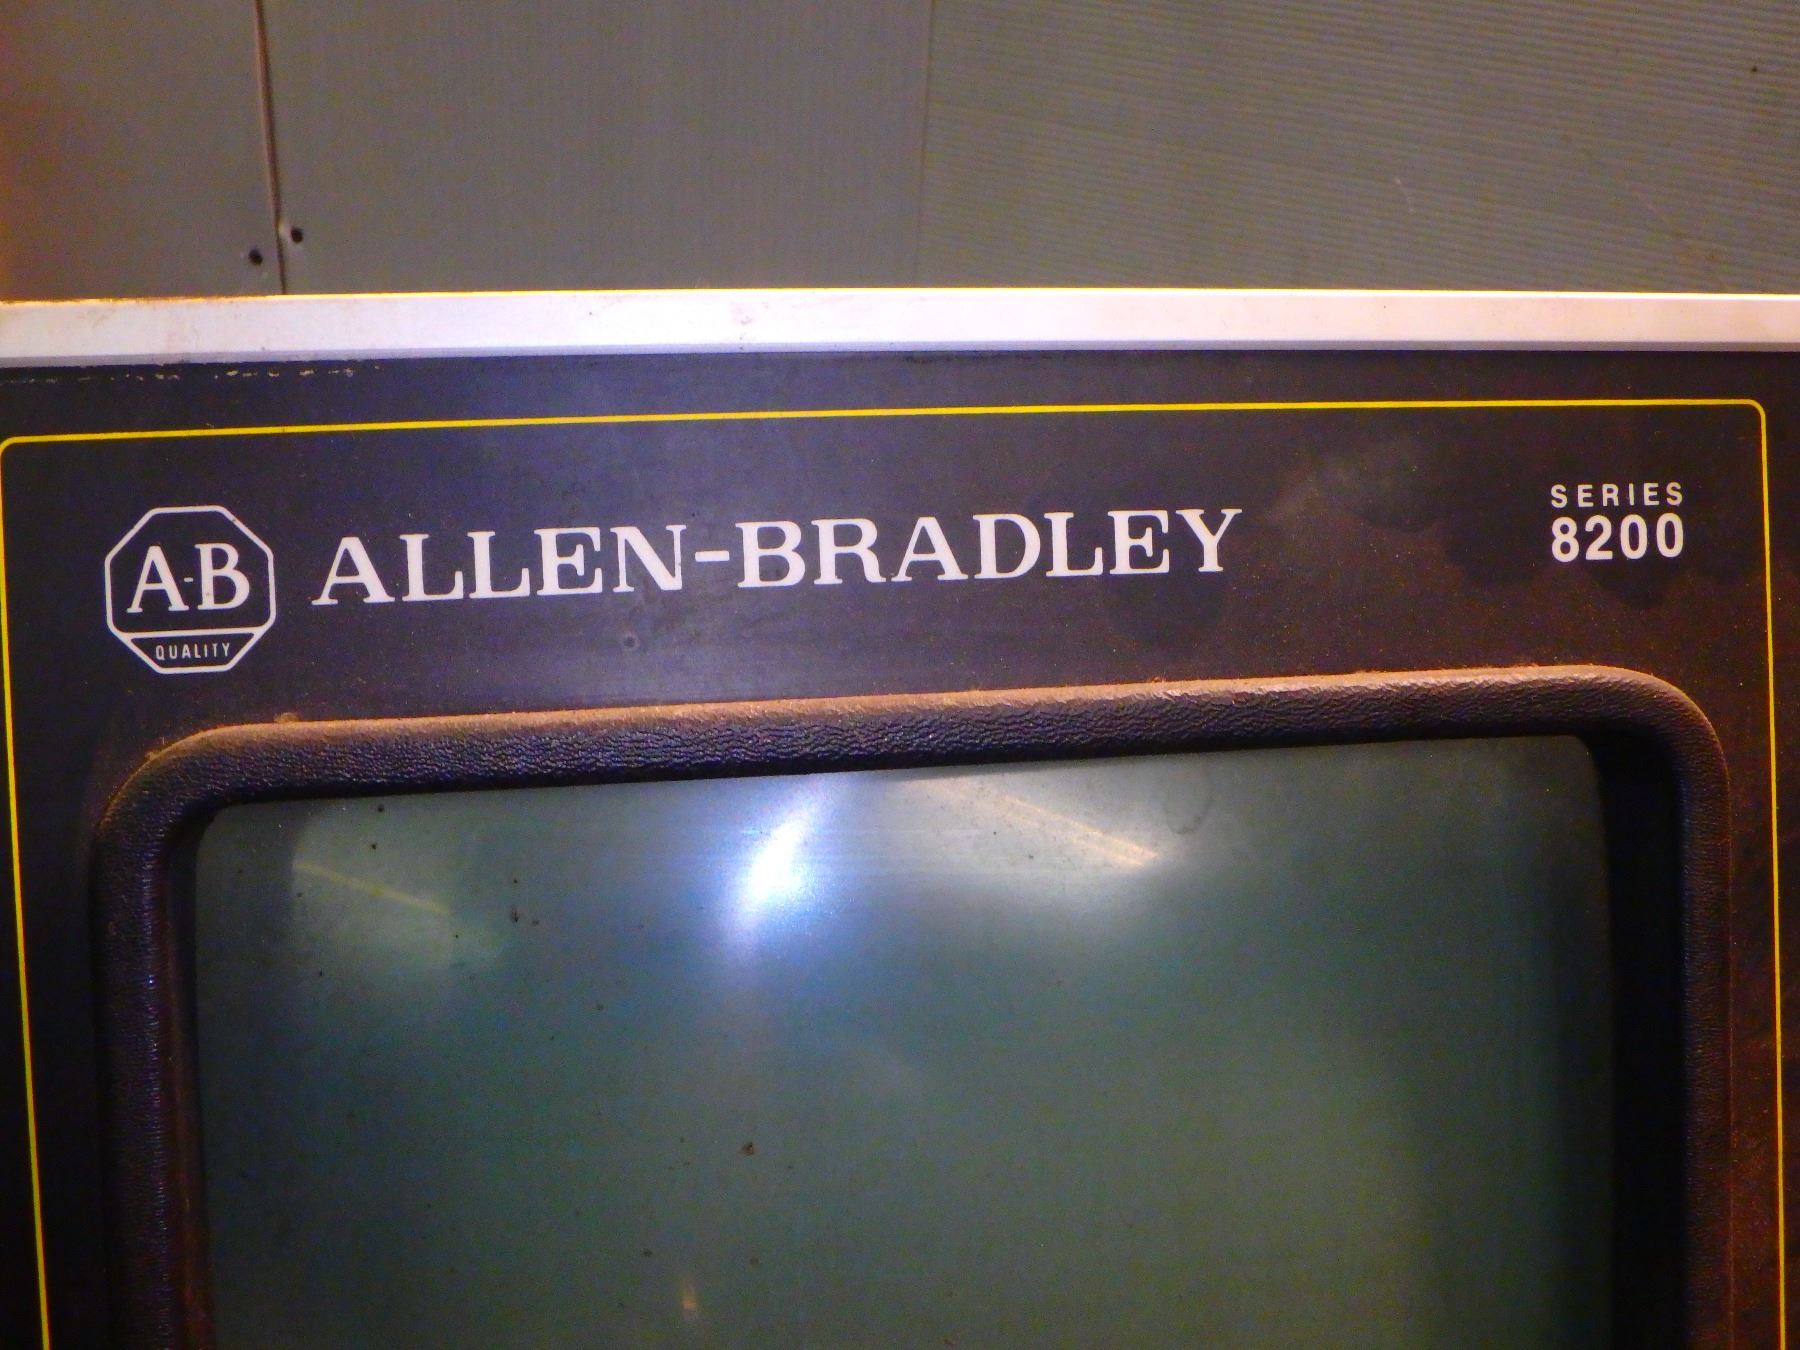 A-B
QUALITY
ALLEN-BRADLEY
SERIES
8200